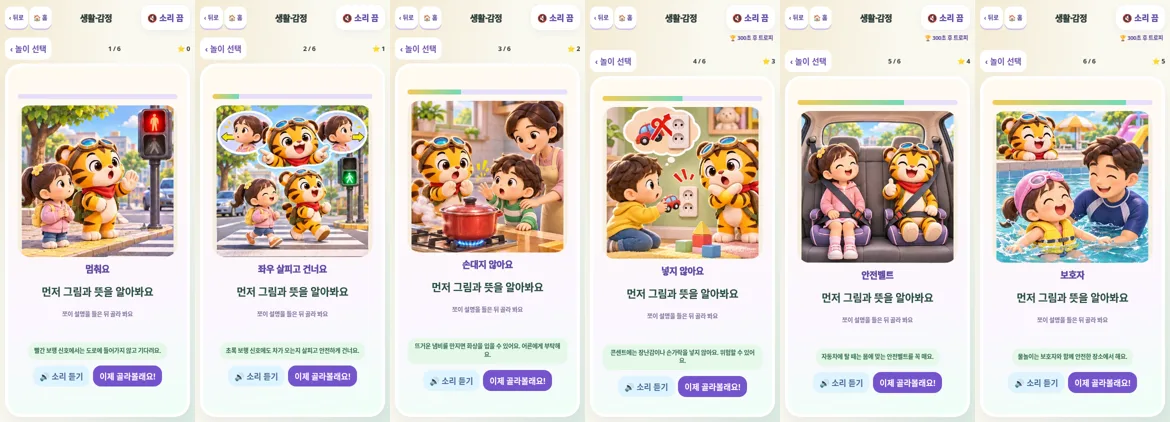 ‹ 뒤로 🏠 홈 생활·감정 🔇 소리 끔
‹ 놀이 선택 1 / 6 ⭐ 0
멈춰요
먼저 그림과 뜻을 알아봐요
쪼이 설명을 들은 뒤 골라 봐요
빨간 보행 신호에서는 도로에 들어가지 않고 기다려요.
🔊 소리 듣기 이제 골라볼래요!
‹ 뒤로 🏠 홈 생활·감정 🔇 소리 끔
‹ 놀이 선택 2 / 6 ⭐ 1
좌우 살피고 건너요
먼저 그림과 뜻을 알아봐요
쪼이 설명을 들은 뒤 골라 봐요
초록 보행 신호에도 차가 오는지 살피고 안전하게 건너요.
🔊 소리 듣기 이제 골라볼래요!
‹ 뒤로 🏠 홈 생활·감정 🔇 소리 끔
‹ 놀이 선택 3 / 6 ⭐ 2
손대지 않아요
먼저 그림과 뜻을 알아봐요
쪼이 설명을 들은 뒤 골라 봐요
뜨거운 냄비를 만지면 화상을 입을 수 있어요. 어른에게 부탁해
요.
🔊 소리 듣기 이제 골라볼래요!
‹ 뒤로 🏠 홈 생활·감정 🔇 소리 끔
🏆 300초 후 트로피
‹ 놀이 선택 4 / 6 ⭐ 3
넣지 않아요
먼저 그림과 뜻을 알아봐요
쪼이 설명을 들은 뒤 골라 봐요
콘센트에는 장난감이나 손가락을 넣지 않아요. 위험할 수 있어
요.
🔊 소리 듣기 이제 골라볼래요!
‹ 뒤로 🏠 홈 생활·감정 🔇 소리 끔
🏆 300초 후 트로피
‹ 놀이 선택 5 / 6 ⭐ 4
안전벨트
먼저 그림과 뜻을 알아봐요
쪼이 설명을 들은 뒤 골라 봐요
자동차에 탈 때는 몸에 맞는 안전벨트를 꼭 매요.
🔊 소리 듣기 이제 골라볼래요!
‹ 뒤로 🏠 홈 생활·감정 🔇 소리 끔
🏆 300초 후 트로피
‹ 놀이 선택 6 / 6 ⭐ 5
보호자
먼저 그림과 뜻을 알아봐요
쪼이 설명을 들은 뒤 골라 봐요
물놀이는 보호자와 함께 안전한 장소에서 해요.
🔊 소리 듣기 이제 골라볼래요!